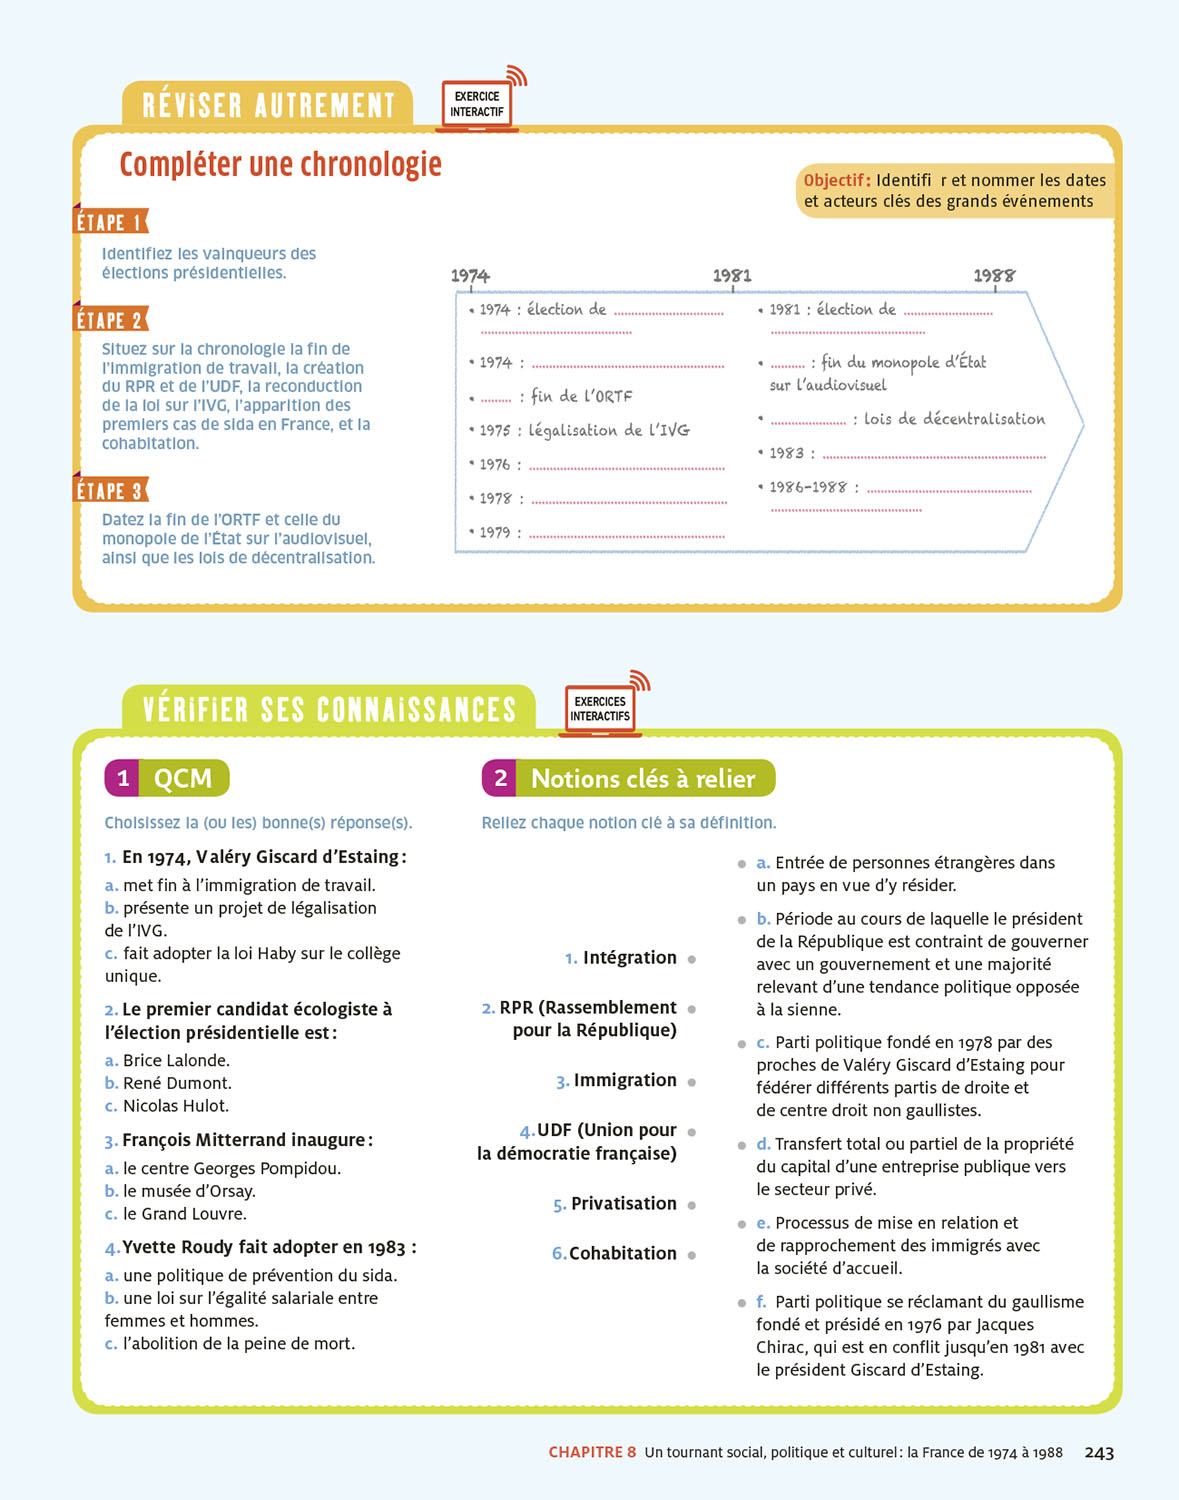 RÉVISER AUTREMENT
EXERCICE
INTERACTIF
Compléter une chronologie
Objectif : Identifi r et nommer les dates
et acteurs clés des grands événements
ÉTAPE 1
Identifiez les vainqueurs des
élections présidentielles.
ÉTAPE 2
Situez sur la chronologie la fin de
l'immigration de travail, la création
du RPR et de l'UDF, la reconduction
de la loi sur l'IVG, l'apparition des
premiers cas de sida en France, et la
cohabitation.
ÉTAPE 3
Datez la fin de l'ORTF et celle du
monopole de l'État sur l'audiovisuel,
ainsi que les lois de décentralisation.
1974 1981 1988
• 1974 : élection de ........................
.................................
• 1974 : ..........................................
• ....... : fin de l'ORTF
• 1975 : légalisation de l'IVG
• 1976 : ..........................................
• 1978 : ..........................................
• 1979 : ..........................................
• 1981 : élection de ...................
.................................
• ....... : fin du monopole d'État
sur l'audiovisuel
• ................ : lois de décentralisation
• 1983 : ................................................
• 1986-1988 : ....................................
.................................
VÉRIFIER SES CONNAISSANCES
EXERCICES
INTERACTIFS
1 QCM
Choisissez la (ou les) bonne(s) réponse(s).
1. En 1974, Valéry Giscard d'Estaing :
a. met fin à l'immigration de travail.
b. présente un projet de légalisation
de l'IVG.
c. fait adopter la loi Haby sur le collège
unique.
2. Le premier candidat écologiste à
l'élection présidentielle est :
a. Brice Lalonde.
b. René Dumont.
c. Nicolas Hulot.
3. François Mitterrand inaugure :
a. le centre Georges Pompidou.
b. le musée d'Orsay.
c. le Grand Louvre.
4. Yvette Roudy fait adopter en 1983 :
a. une politique de prévention du sida.
b. une loi sur l'égalité salariale entre
femmes et hommes.
c. l'abolition de la peine de mort.
2 Notions clés à relier
Reliez chaque notion clé à sa définition.
1. Intégration
2. RPR (Rassemblement
pour la République)
3. Immigration
4. UDF (Union pour
la démocratie française)
5. Privatisation
6. Cohabitation
a. Entrée de personnes étrangères dans
un pays en vue d'y résider.
b. Période au cours de laquelle le président
de la République est contraint de gouverner
avec un gouvernement et une majorité
relevant d'une tendance politique opposée
à la sienne.
c. Parti politique fondé en 1978 par des
proches de Valéry Giscard d'Estaing pour
fédérer différents partis de droite et
de centre droit non gaullistes.
d. Transfert total ou partiel de la propriété
du capital d'une entreprise publique vers
le secteur privé.
e. Processus de mise en relation et
de rapprochement des immigrés avec
la société d'accueil.
f. Parti politique se réclamant du gaullisme
fondé et présidé en 1976 par Jacques
Chirac, qui est en conflit jusqu'en 1981 avec
le président Giscard d'Estaing.
CHAPITRE 8 Un tournant social, politique et culturel : la France de 1974 à 1988 243